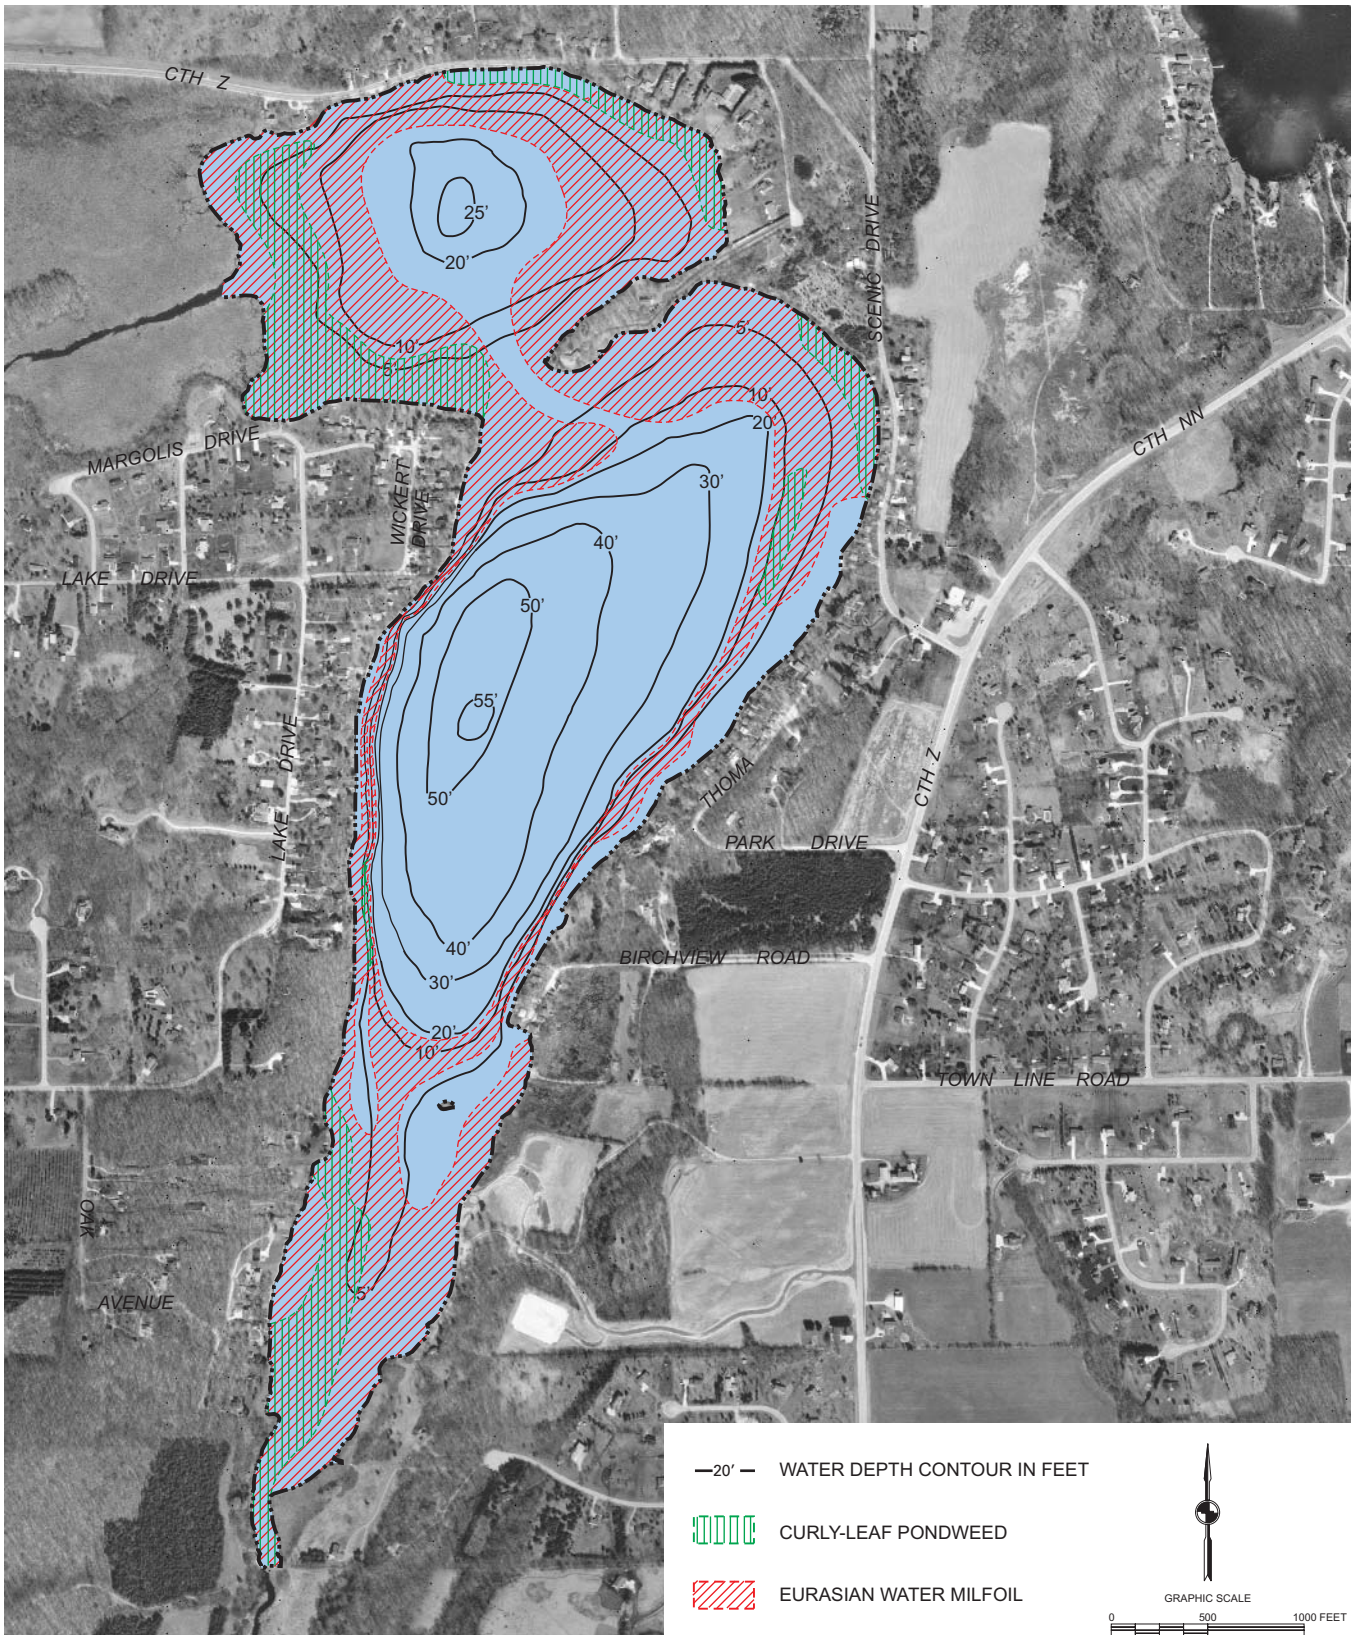 CTH Z
25'
20'
SCENIC DRIVE
10'
5'
5'
10'
20'
CTH NN
MARGOLIS DRIVE
WICKERT DRIVE
30'
40'
LAKE DRIVE
50'
55'
LAKE DRIVE
50'
THOMA
CTH Z
PARK DRIVE
40'
BIRCHVIEW ROAD
30'
20'
10'
TOWN LINE ROAD
OAK
AVENUE
5'
20' WATER DEPTH CONTOUR IN FEET
CURLY-LEAF PONDWEED
EURASIAN WATER MILFOIL
GRAPHIC SCALE
0 500 1000 FEET